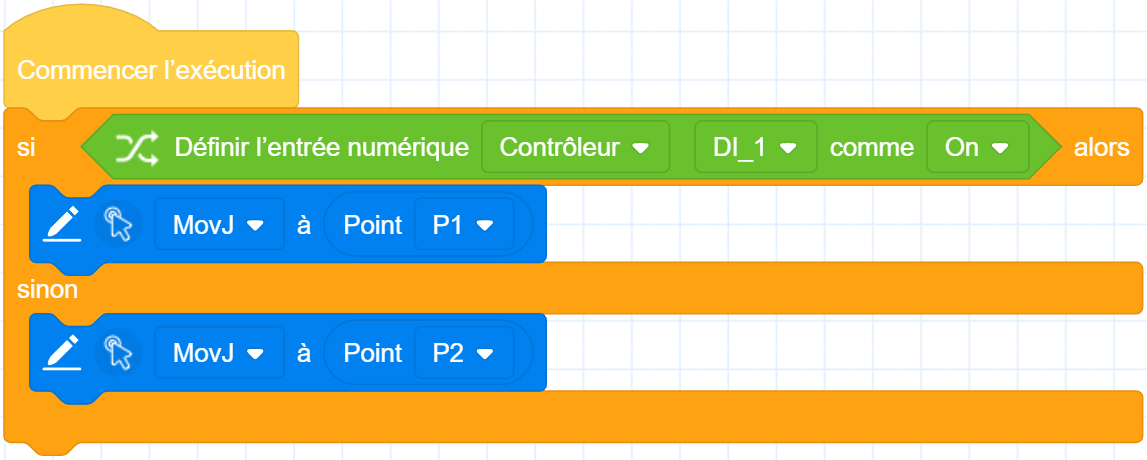 Commencer l’exécution
si Définir l’entrée numérique Contrôleur DI_1 comme On alors
MovJ à Point P1
sinon
MovJ à Point P2